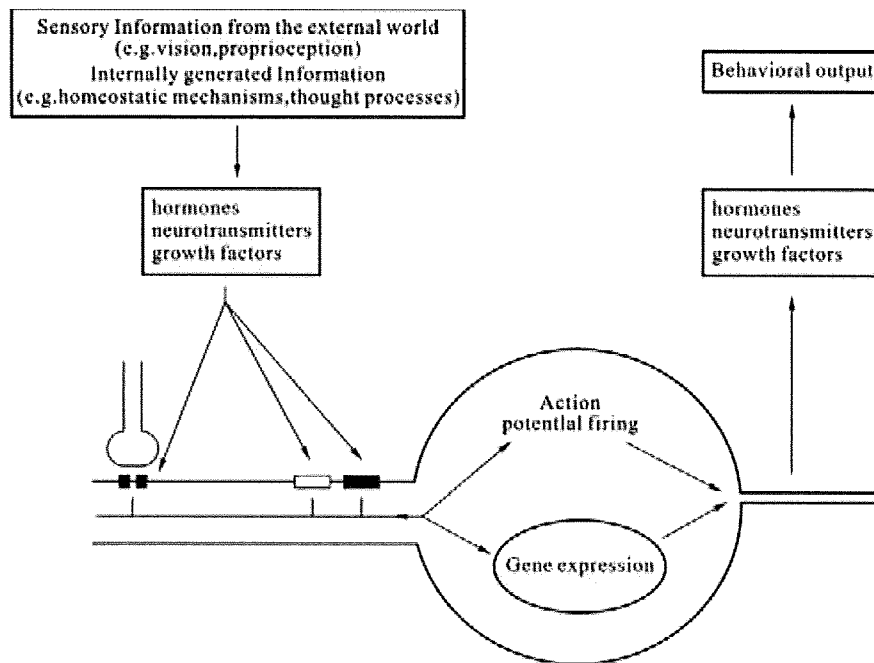 Sensory Information from the external world
(e.g.vision,proprioception)
Internally generated Information
(e.g.homeostatic mechanisms,thought processes)
Behavioral output
hormones
neurotransmitters
growth factors
hormones
neurotransmitters
growth factors
Action
potentlal firing
Gene expression